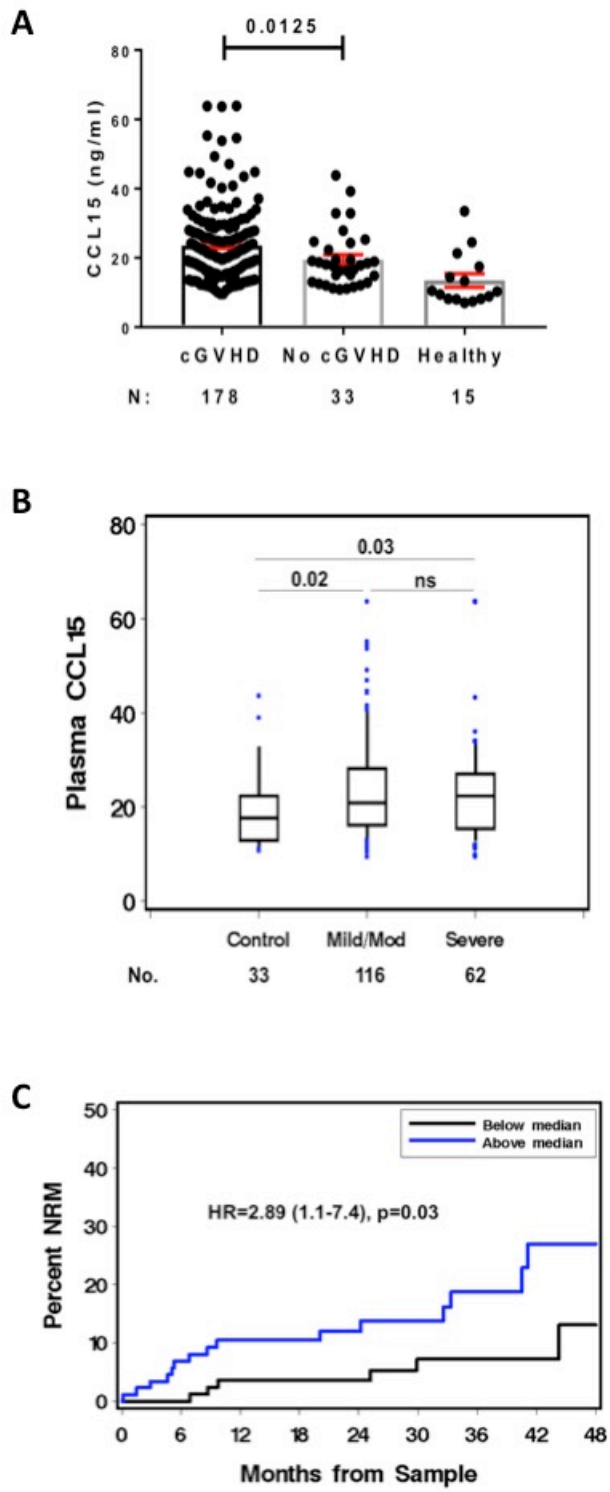 A
0.0125
80
60
40
20
0
CCL15 (ng/ml)
cGVHD No cGVHD Healthy
N: 178 33 15
B
80
60
40
20
0
Plasma CCL15
0.03
0.02 ns
Control Mild/Mod Severe
No. 33 116 62
C
50
40
30
20
10
0
Percent NRM
Below median
Above median
HR=2.89 (1.1-7.4), p=0.03
0 6 12 18 24 30 36 42 48
Months from Sample